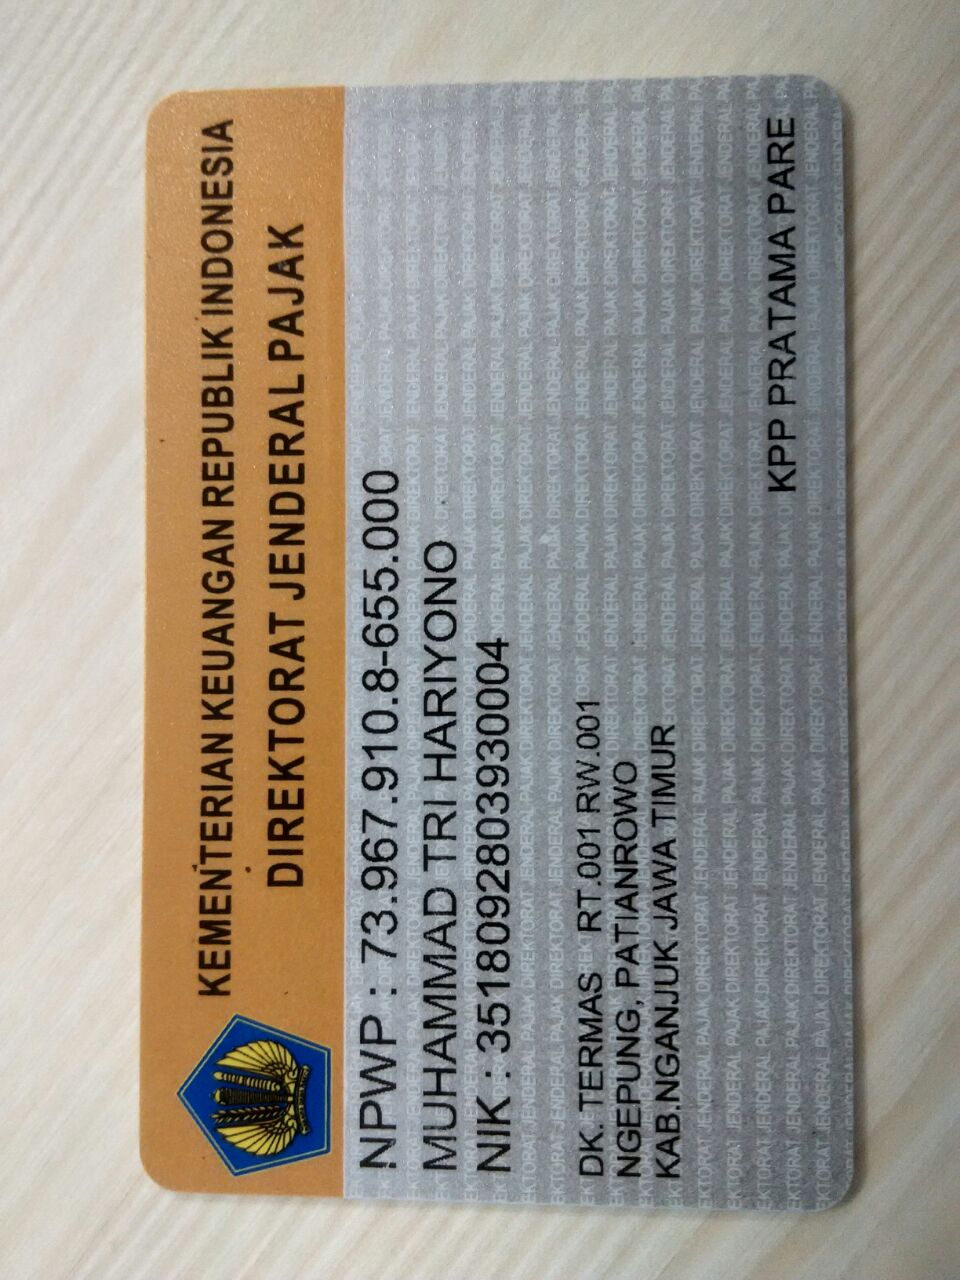 KEMENTERIAN KEUANGAN REPUBLIK INDONESIA
DIREKTORAT JENDERAL PAJAK
NPWP : 73.967.910.8-655.000
MUHAMMAD TRI HARIYONO
NIK : 3518092803930004
DK. TERMAS RT.001 RW.001
NGEPUNG, PATIANROWO
KAB.NGANJUK JAWA TIMUR
KPP PRATAMA PARE